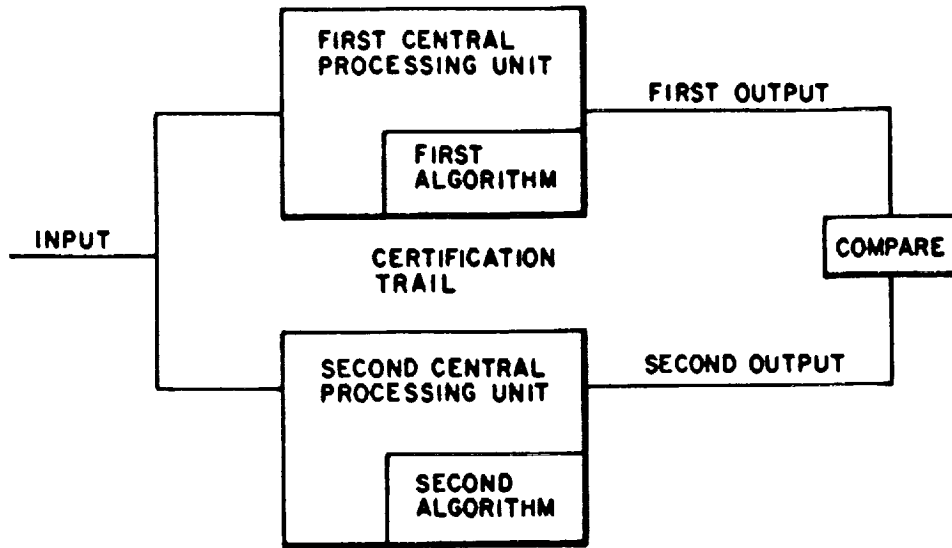 FIRST CENTRAL
PROCESSING UNIT
FIRST OUTPUT
FIRST
ALGORITHM
INPUT
CERTIFICATION
TRAIL
COMPARE
SECOND CENTRAL
PROCESSING UNIT
SECOND OUTPUT
SECOND
ALGORITHM